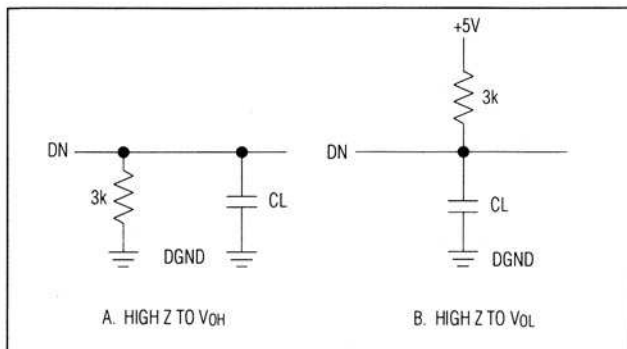 +5V
3k
DN
DN
3k
CL
CL
DGND
DGND
A. HIGH Z TO VOH
B. HIGH Z TO VOL